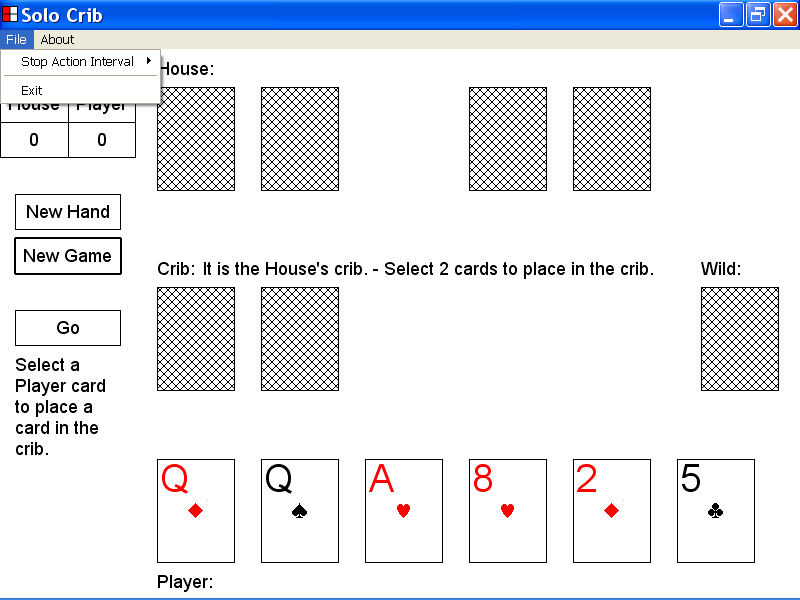 Solo Crib
File About
Stop Action Interval
Exit
House:
House Player
0 0
New Hand
New Game
Crib: It is the House's crib. - Select 2 cards to place in the crib.
Wild:
Go
Select a
Player card
to place a
card in the
crib.
Q Q A 8 2 5
Player: